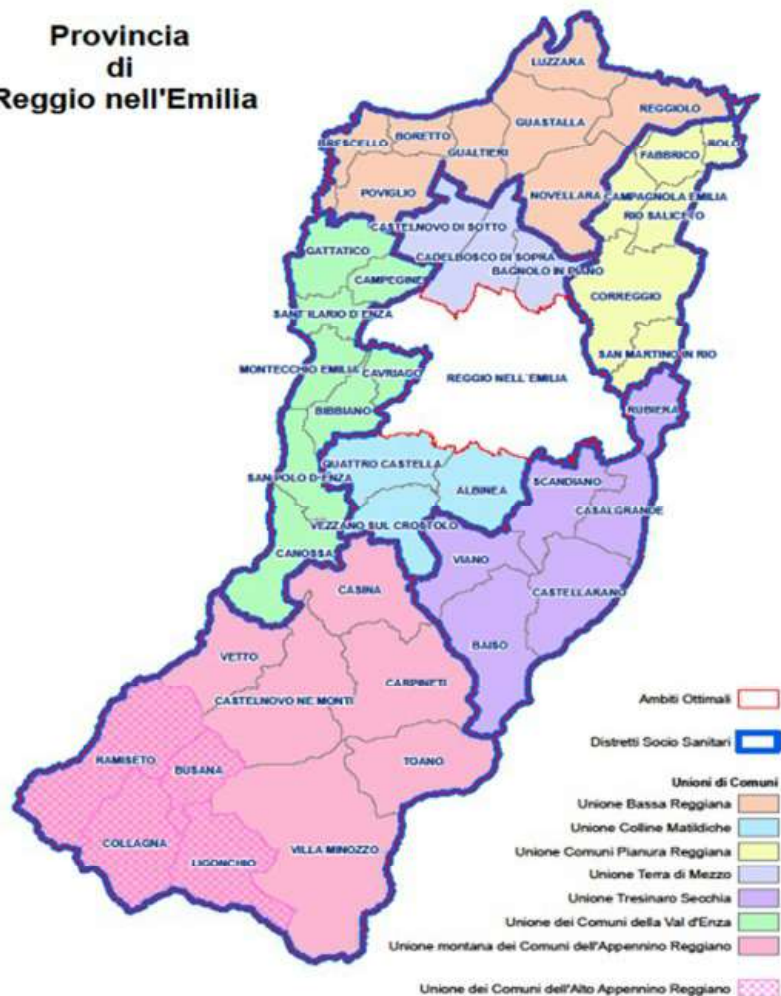 Provincia
di
Reggio nell'Emilia
LUZZARA
REGGIOLO
GUASTALLA
BORETTO
BRESCELLO
GUALTIERI
ROLO
FABBRICO
POVIGLIO
NOVELLARA
CAMPAGNOLA EMILIA
RIO SALICETO
CASTELNOVO DI SOTTO
GATTATICO
CADELBOSCO DI SOPRA
BAGNOLO IN PIANO
CAMPEGINE
CORREGGIO
SANT'ILARIO D'ENZA
SAN MARTINO IN RIO
MONTECCHIO EMILIA
CAVRIAGO
REGGIO NELL'EMILIA
BIBBIANO
RUBIERA
QUATTRO CASTELLA
SAN POLO D'ENZA
ALBINEA
SCANDIANO
CASALGRANDE
VEZZANO SUL CROSTOLO
CANOSSA
VIANO
CASINA
CASTELLARANO
BAISO
VETTO
CARPINETI
CASTELNOVO NE MONTI
RAMISETO
BUSANA
TOANO
COLLAGNA
VILLA MINOZZO
LIGONCHIO
Ambiti Ottimali
Distretti Socio Sanitari
Unioni di Comuni
Unione Bassa Reggiana
Unione Colline Matildiche
Unione Comuni Pianura Reggiana
Unione Terra di Mezzo
Unione Tresinaro Secchia
Unione dei Comuni della Val d'Enza
Unione montana dei Comuni dell'Appennino Reggiano
Unione dei Comuni dell'Alto Appennino Reggiano